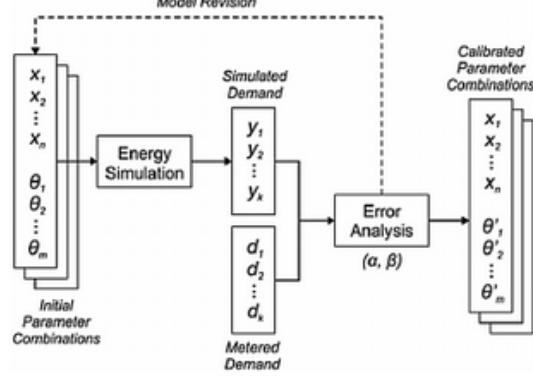 Model Revision
x₁
x₂
⋮
xₙ
θ₁
θ₂
⋮
θₘ
Initial
Parameter
Combinations
Energy
Simulation
Simulated
Demand
y₁
y₂
⋮
yₖ
d₁
d₂
⋮
dₖ
Metered
Demand
Error
Analysis
(α, β)
Calibrated
Parameter
Combinations
x₁
x₂
⋮
xₙ
θ'₁
θ'₂
⋮
θ'ₘ